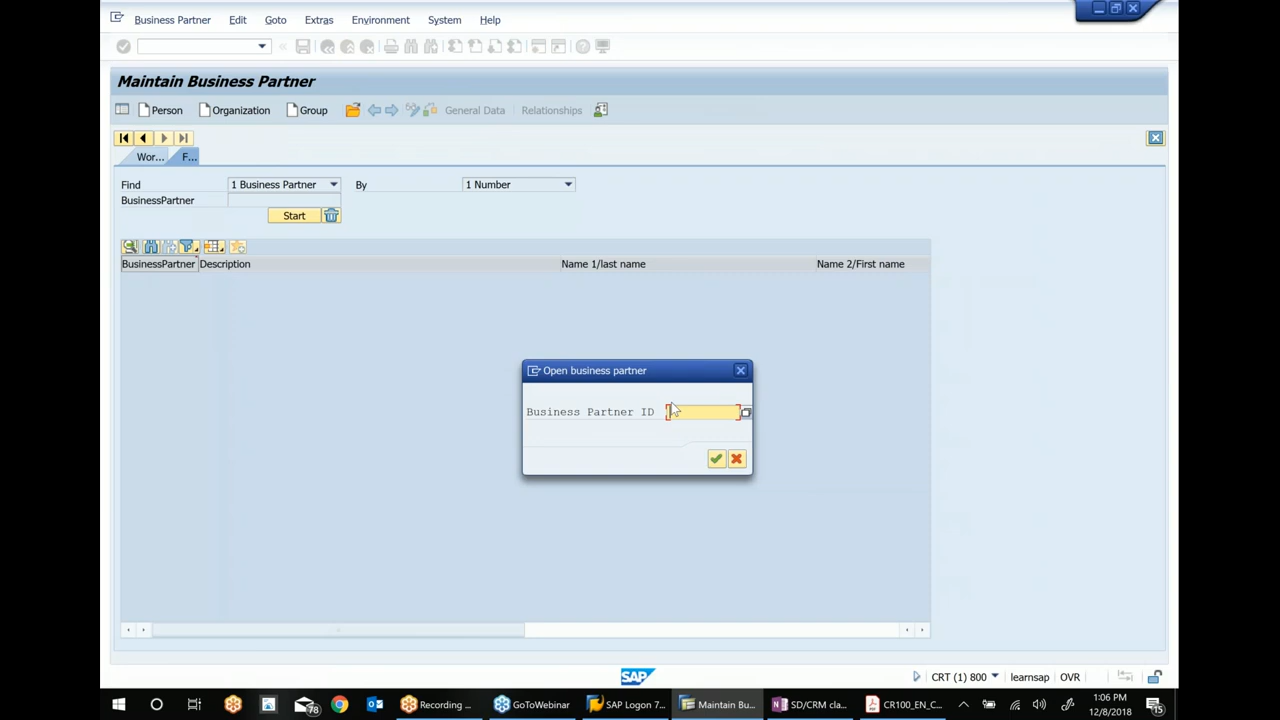 Business Partner Edit Goto Extras Environment System Help
Maintain Business Partner
Person Organization Group General Data Relationships
Wor... F...
Find 1 Business Partner By 1 Number
BusinessPartner
Start
BusinessPartner Description Name 1/last name Name 2/First name
Open business partner
Business Partner ID
SAP CRT (1) 800 learnsap OVR
78 Recording ... GoToWebinar SAP Logon 7... Maintain Bu... SD/CRM cla... CR100_EN_C... 1:06 PM
12/8/2018 15